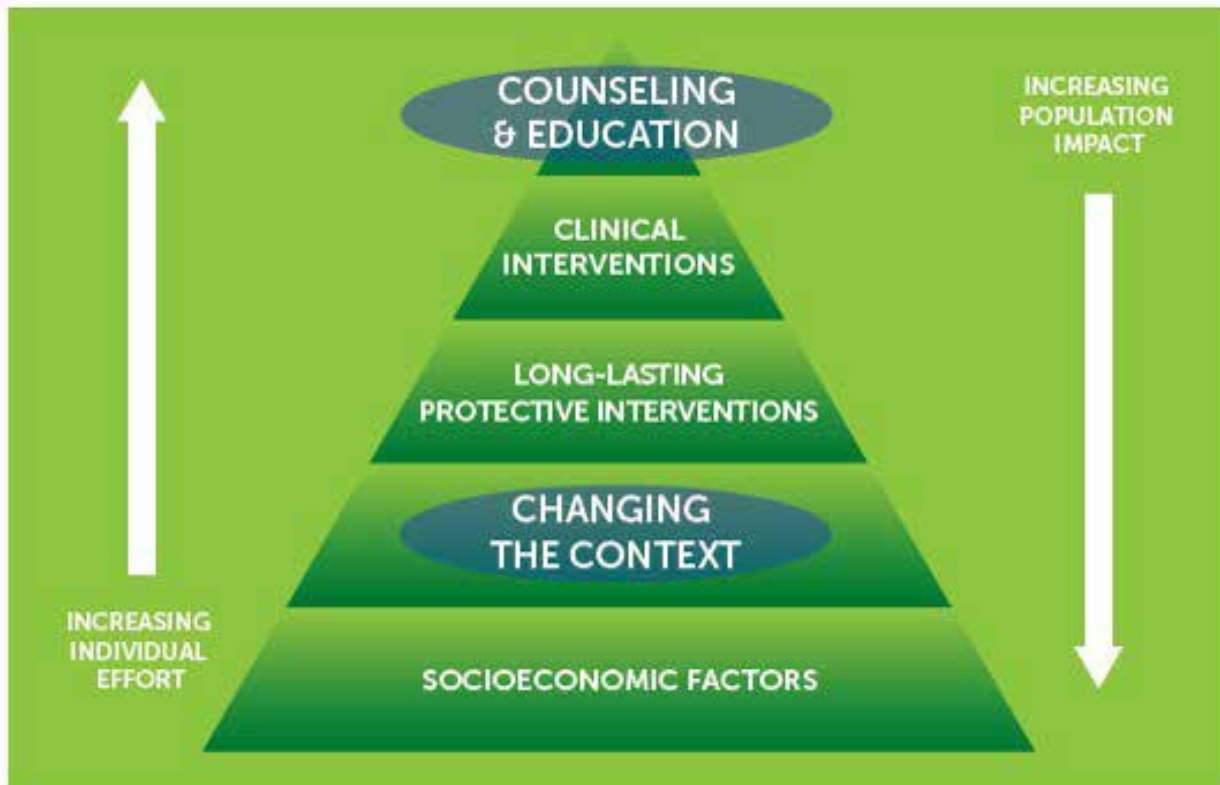 COUNSELING
& EDUCATION
INCREASING
POPULATION
IMPACT
CLINICAL
INTERVENTIONS
LONG-LASTING
PROTECTIVE INTERVENTIONS
CHANGING
THE CONTEXT
INCREASING
INDIVIDUAL
EFFORT
SOCIOECONOMIC FACTORS